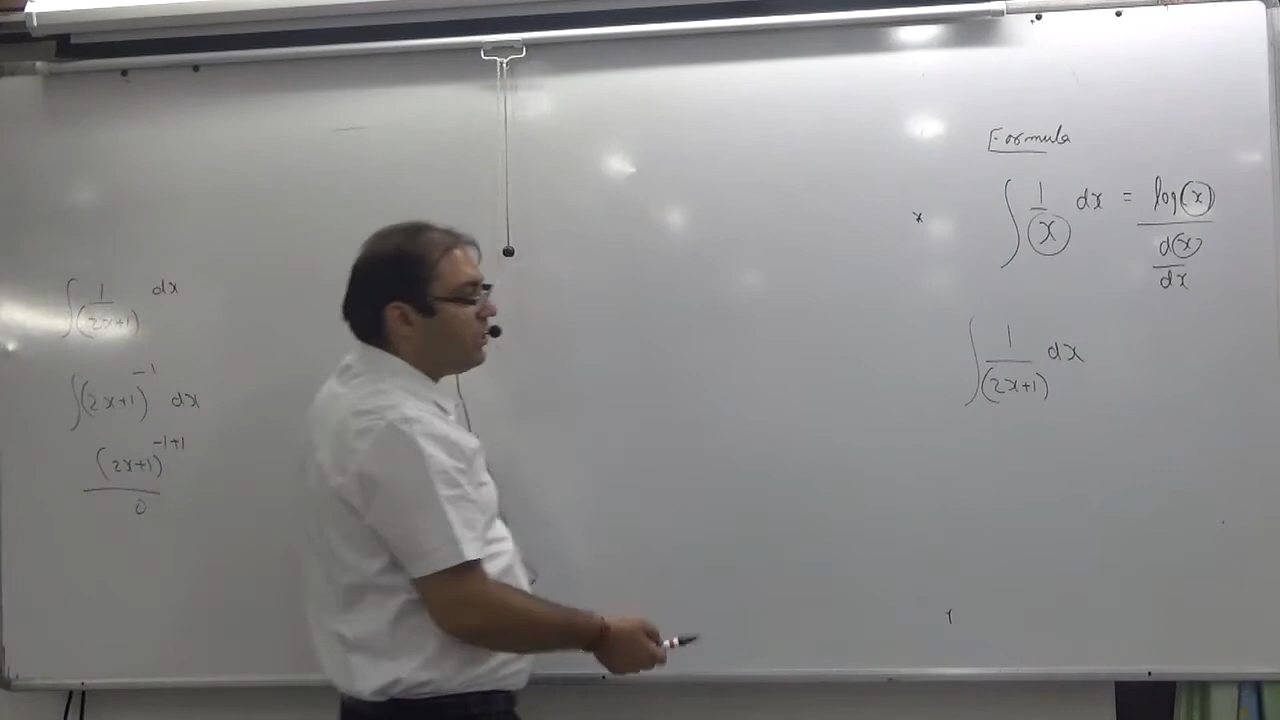 ∫ 1/(2x+1) dx
∫ (2x+1)^-1 dx
(2x+1)^-1+1 / 0
Formula
∫ 1/x dx = log(x) / (d(x)/dx)
∫ 1/(2x+1) dx